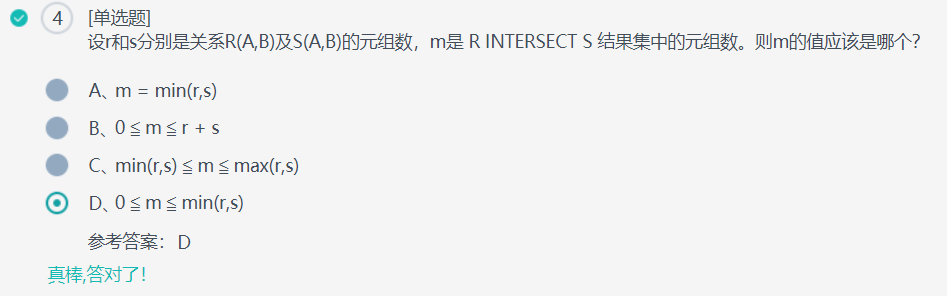 4 [单选题]
设r和s分别是关系R(A,B)及S(A,B)的元组数，m是 R INTERSECT S 结果集中的元组数。则m的值应该是哪个？
A、m = min(r,s)
B、0 ≦ m ≦ r + s
C、min(r,s) ≦ m ≦ max(r,s)
D、0 ≦ m ≦ min(r,s)
参考答案：D
真棒,答对了!